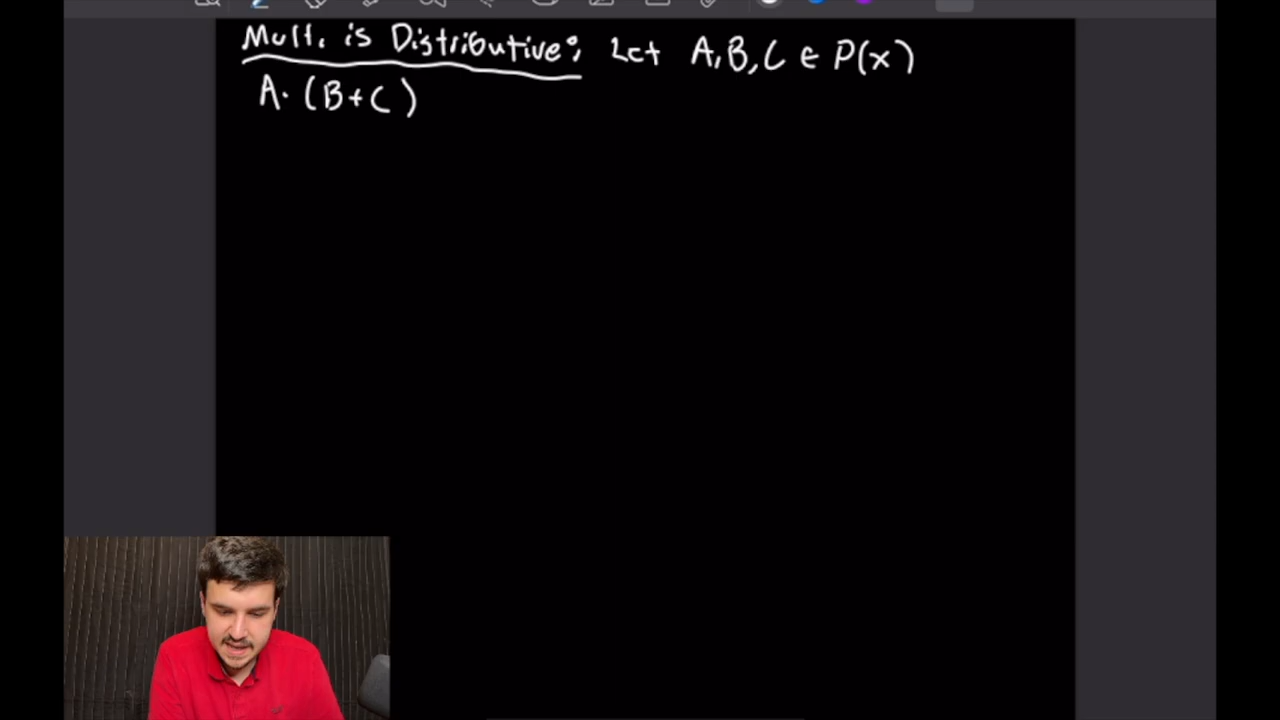 Mult. is Distributive: Let A,B,C ∈ P(x)
A·(B+C)